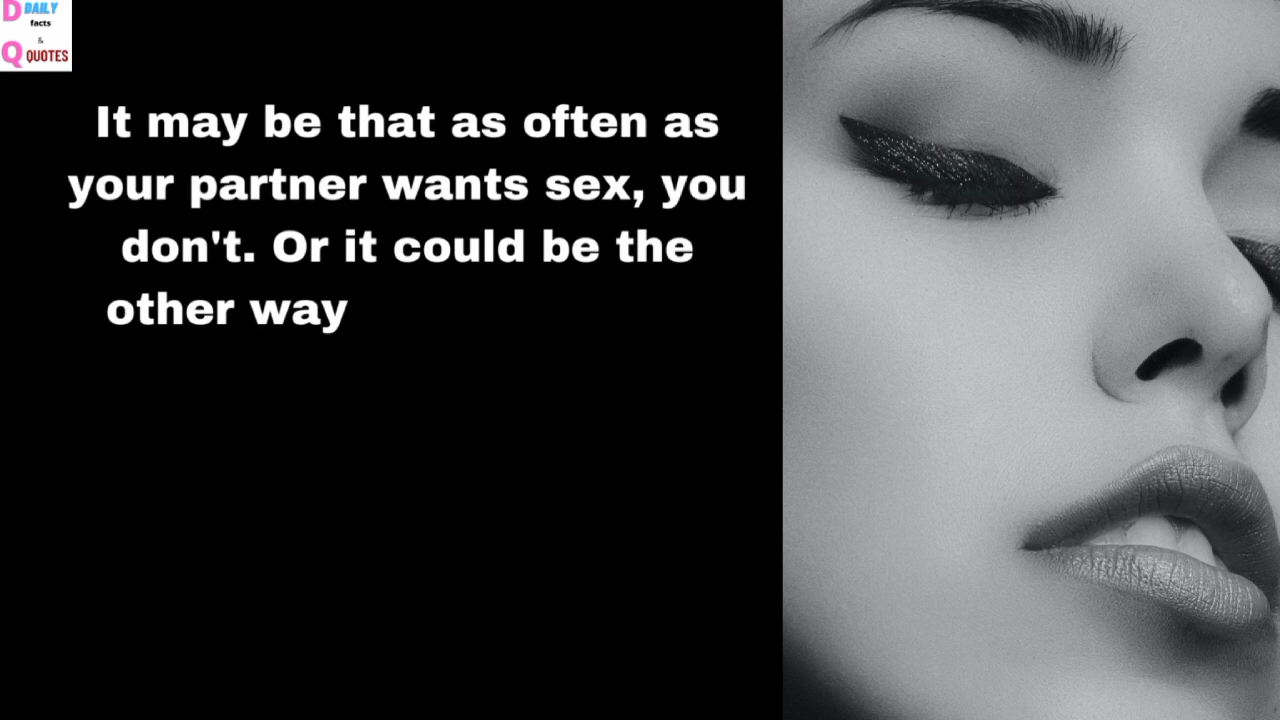 D DAILY
facts
&
Q QUOTES
It may be that as often as
your partner wants sex, you
don't. Or it could be the
other way